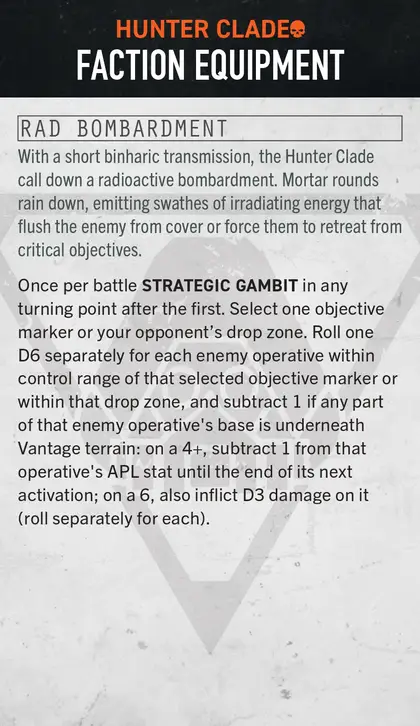 HUNTER CLADE
FACTION EQUIPMENT
RAD BOMBARDMENT
With a short binharic transmission, the Hunter Clade
call down a radioactive bombardment. Mortar rounds
rain down, emitting swathes of irradiating energy that
flush the enemy from cover or force them to retreat from
critical objectives.
Once per battle STRATEGIC GAMBIT in any
turning point after the first. Select one objective
marker or your opponent's drop zone. Roll one
D6 separately for each enemy operative within
control range of that selected objective marker or
within that drop zone, and subtract 1 if any part
of that enemy operative's base is underneath
Vantage terrain: on a 4+, subtract 1 from that
operative's APL stat until the end of its next
activation; on a 6, also inflict D3 damage on it
(roll separately for each).